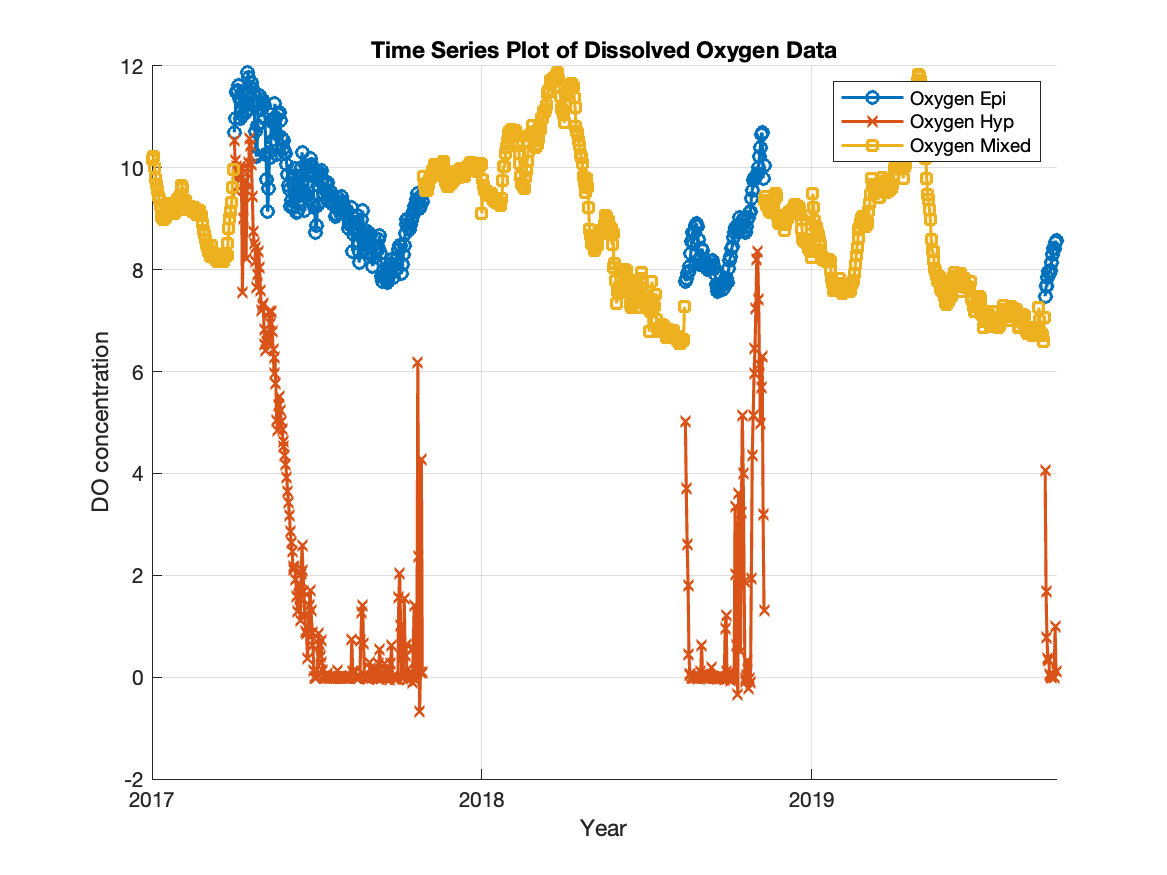 Time Series Plot of Dissolved Oxygen Data
12
10
8
6
4
2
0
-2
DO concentration
Oxygen Epi
Oxygen Hyp
Oxygen Mixed
2017
2018
2019
Year